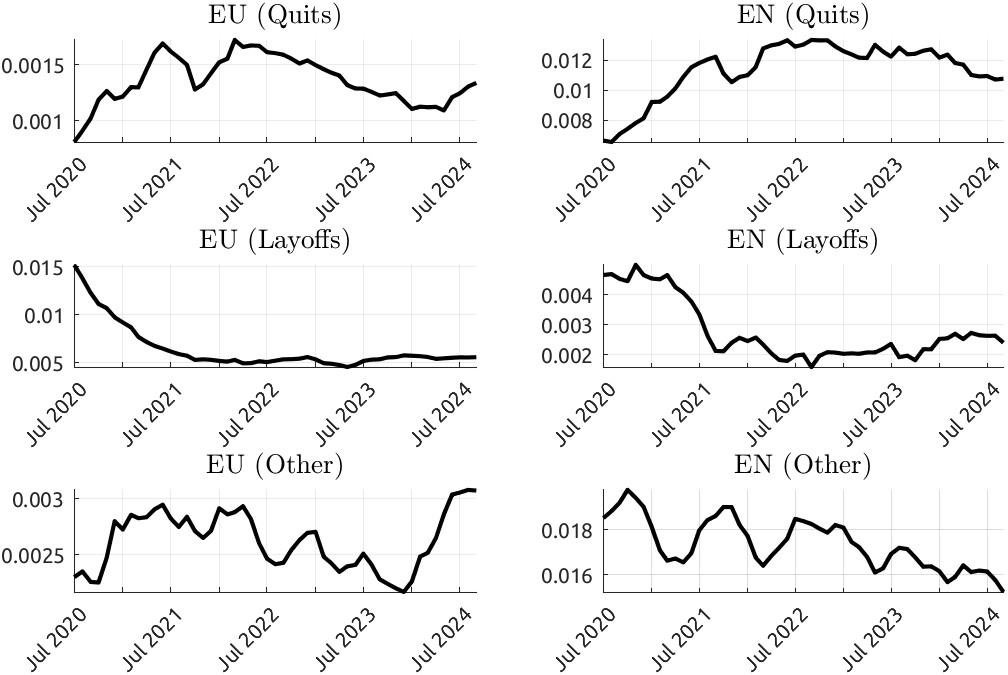 EU (Quits)
0.0015
0.001
Jul 2020
Jul 2021
Jul 2022
Jul 2023
Jul 2024
EN (Quits)
0.012
0.01
0.008
Jul 2020
Jul 2021
Jul 2022
Jul 2023
Jul 2024
EU (Layoffs)
0.015
0.01
0.005
Jul 2020
Jul 2021
Jul 2022
Jul 2023
Jul 2024
EN (Layoffs)
0.004
0.003
0.002
Jul 2020
Jul 2021
Jul 2022
Jul 2023
Jul 2024
EU (Other)
0.003
0.0025
Jul 2020
Jul 2021
Jul 2022
Jul 2023
Jul 2024
EN (Other)
0.018
0.016
Jul 2020
Jul 2021
Jul 2022
Jul 2023
Jul 2024